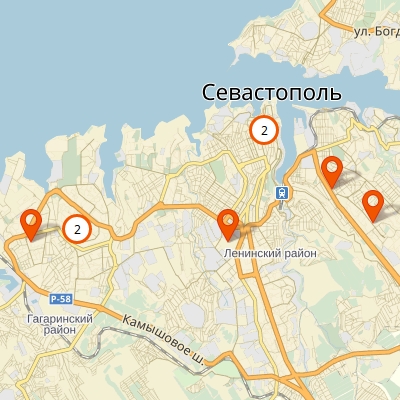 ул. Богд
Севастополь
2
2
Ленинский район
Р-58
Гагаринский
район
Камышовое ш.